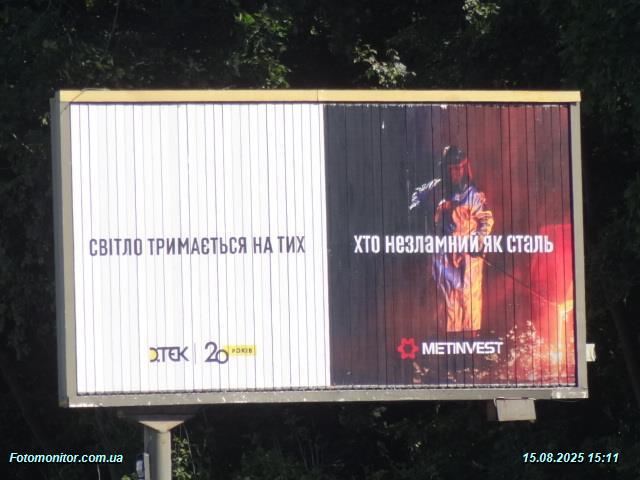 СВІТЛО ТРИМАЄТЬСЯ НА ТИХ
ХТО НЕЗЛАМНИЙ ЯК СТАЛЬ
D.TEK
20 РОКІВ
METINVEST
Fotomonitor.com.ua
15.08.2025 15:11